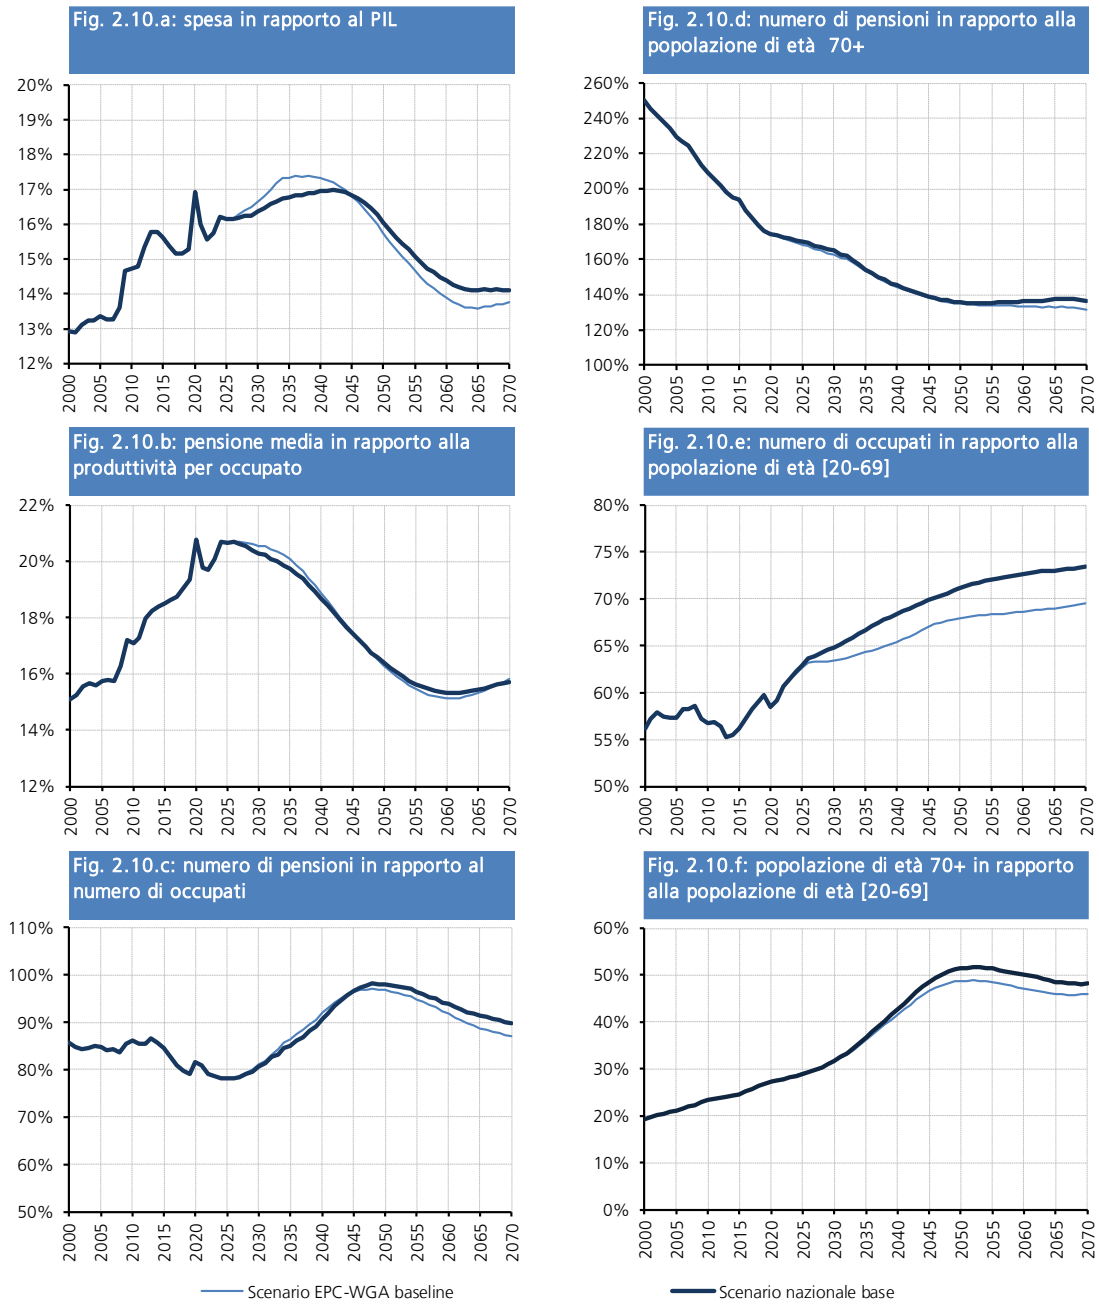 Fig. 2.10.a: spesa in rapporto al PIL
20%
19%
18%
17%
16%
15%
14%
13%
12%
2000 2005 2010 2015 2020 2025 2030 2035 2040 2045 2050 2055 2060 2065 2070
Fig. 2.10.d: numero di pensioni in rapporto alla
popolazione di età 70+
260%
240%
220%
200%
180%
160%
140%
120%
100%
2000 2005 2010 2015 2020 2025 2030 2035 2040 2045 2050 2055 2060 2065 2070
Fig. 2.10.b: pensione media in rapporto alla
produttività per occupato
22%
20%
18%
16%
14%
12%
2000 2005 2010 2015 2020 2025 2030 2035 2040 2045 2050 2055 2060 2065 2070
Fig. 2.10.e: numero di occupati in rapporto alla
popolazione di età [20-69]
80%
75%
70%
65%
60%
55%
50%
2000 2005 2010 2015 2020 2025 2030 2035 2040 2045 2050 2055 2060 2065 2070
Fig. 2.10.c: numero di pensioni in rapporto al
numero di occupati
110%
100%
90%
80%
70%
60%
50%
2000 2005 2010 2015 2020 2025 2030 2035 2040 2045 2050 2055 2060 2065 2070
Fig. 2.10.f: popolazione di età 70+ in rapporto
alla popolazione di età [20-69]
60%
50%
40%
30%
20%
10%
0%
2000 2005 2010 2015 2020 2025 2030 2035 2040 2045 2050 2055 2060 2065 2070
Scenario EPC-WGA baseline
Scenario nazionale base